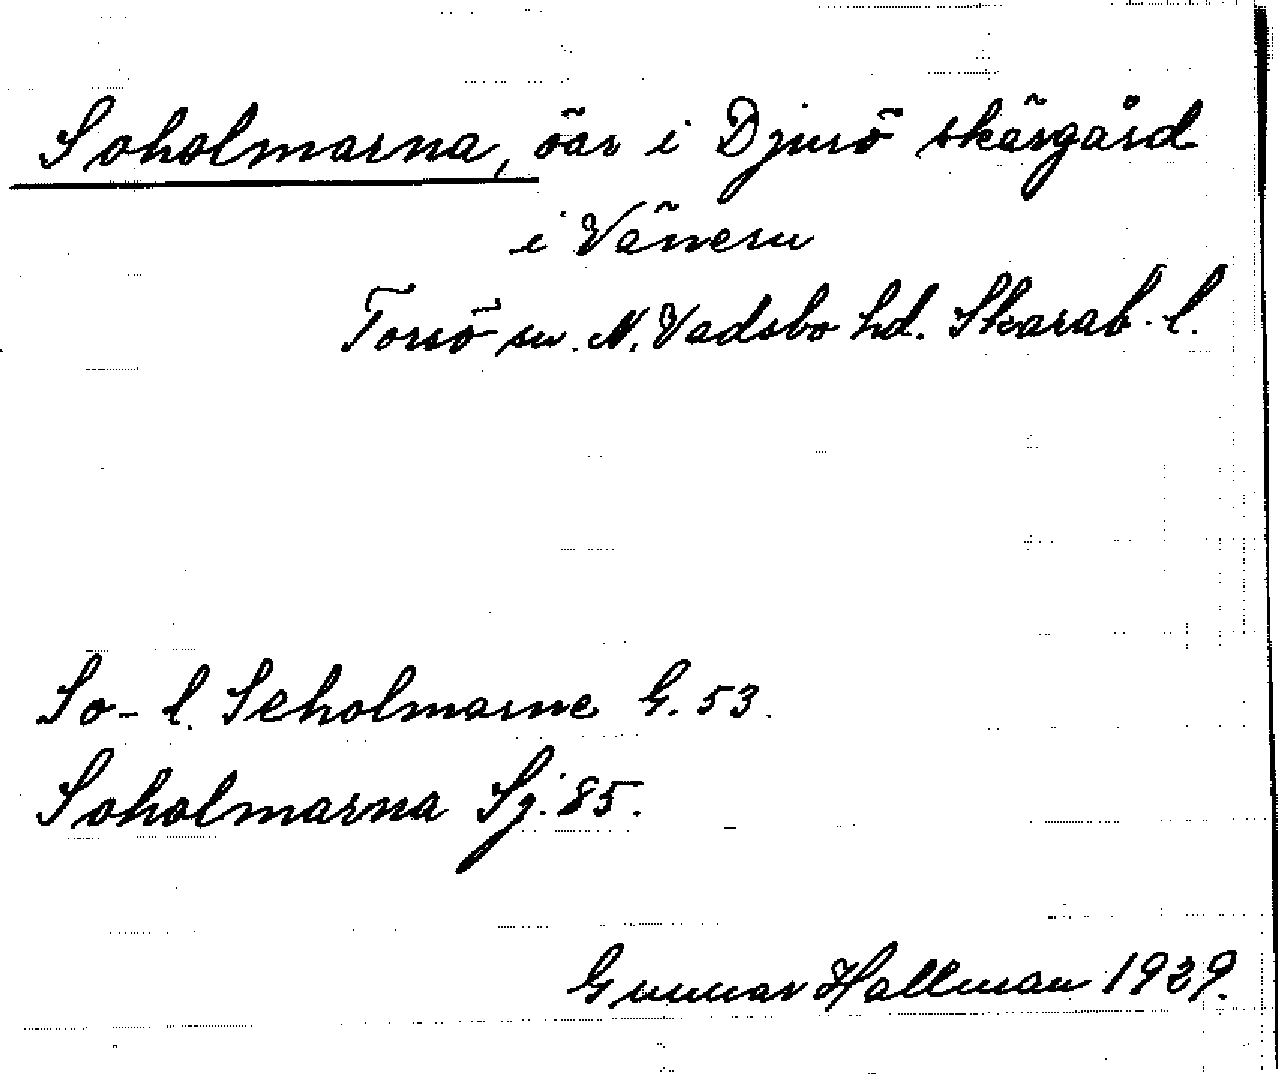 Soholmarna, öar i Djurö skärgård
i Vänern
Torsö sn. N. Vadsbo hd. Skarab. l.
So- l. Seholmarne G. 53.
Soholmarna Sj. 85.
Gunnar Hallman 1929.